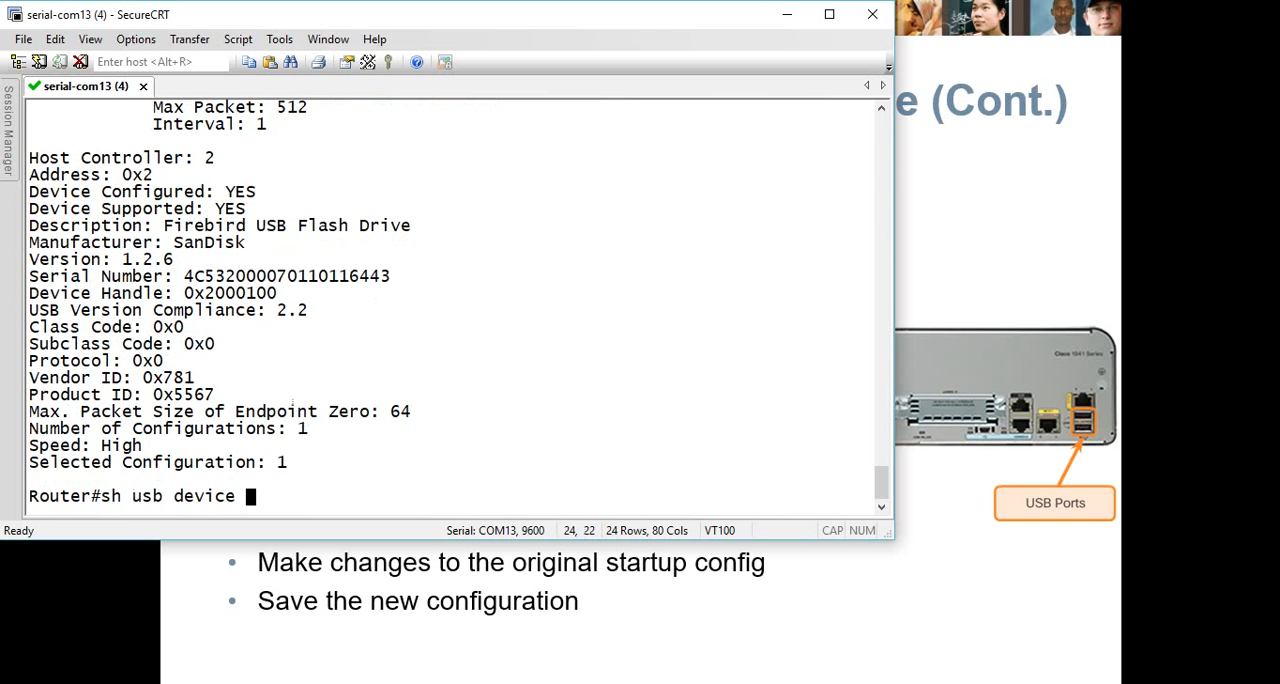 serial-com13 (4) - SecureCRT
File Edit View Options Transfer Script Tools Window Help
Enter host <Alt+R>
serial-com13 (4)
Session Manager
Max Packet: 512
Interval: 1
Host Controller: 2
Address: 0x2
Device Configured: YES
Device Supported: YES
Description: Firebird USB Flash Drive
Manufacturer: SanDisk
Version: 1.2.6
Serial Number: 4C532000070110116443
Device Handle: 0x2000100
USB Version Compliance: 2.2
Class Code: 0x0
Subclass Code: 0x0
Protocol: 0x0
Vendor ID: 0x781
Product ID: 0x5567
Max. Packet Size of Endpoint Zero: 64
Number of Configurations: 1
Speed: High
Selected Configuration: 1
Router#sh usb device
Ready Serial: COM13, 9600 24, 22 24 Rows, 80 Cols VT100 CAP NUM
e (Cont.)
Cisco 1941 Series
USB Ports
• Make changes to the original startup config
• Save the new configuration